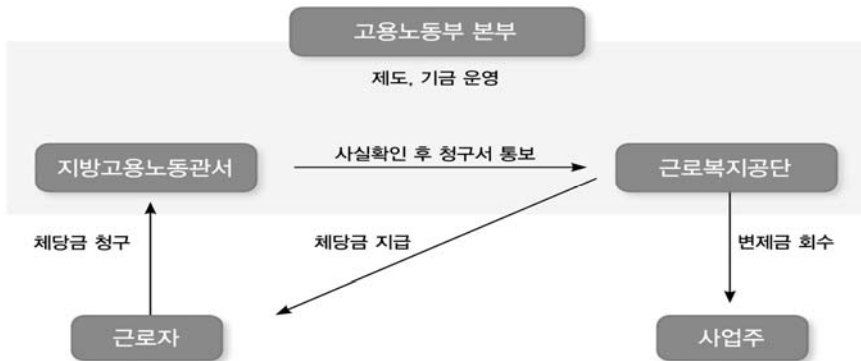 고용노동부 본부
제도, 기금 운영
지방고용노동관서
사실확인 후 청구서 통보
근로복지공단
체당금 청구
체당금 지급
변제금 회수
근로자
사업주